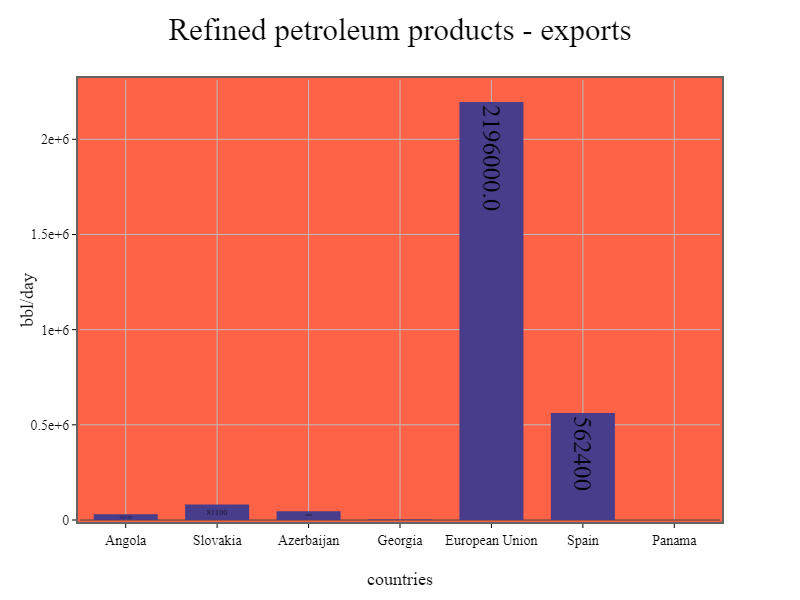 Refined petroleum products - exports
bbl/day
2e+6
1.5e+6
1e+6
0.5e+6
0
81100
2196000.0
562400
Angola Slovakia Azerbaijan Georgia European Union Spain Panama
countries